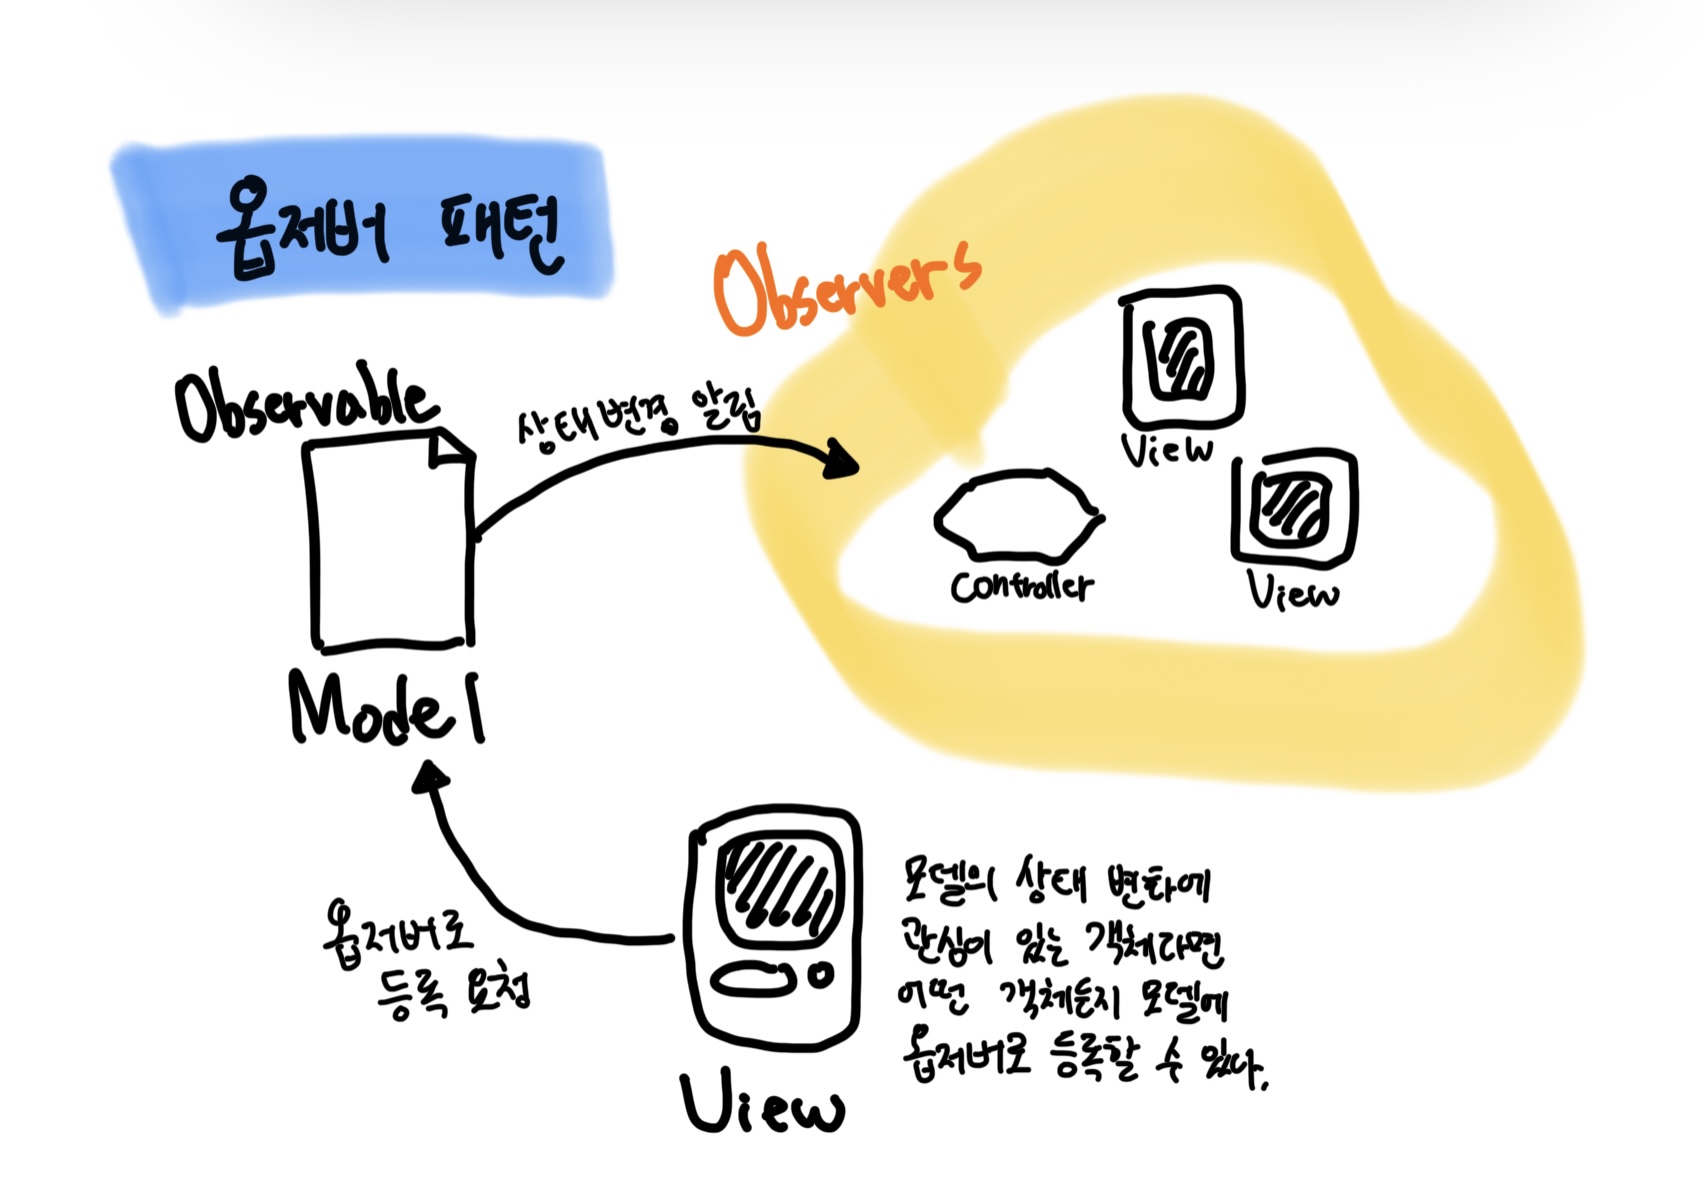 옵저버 패턴
Observers
Observable
상태변경 알림
View
View
Controller
Model
옵저버로
등록 요청
모델의 상태 변화에
관심이 있는 객체라면
어떤 객체든지 모델에
옵저버로 등록할 수 있다.
View